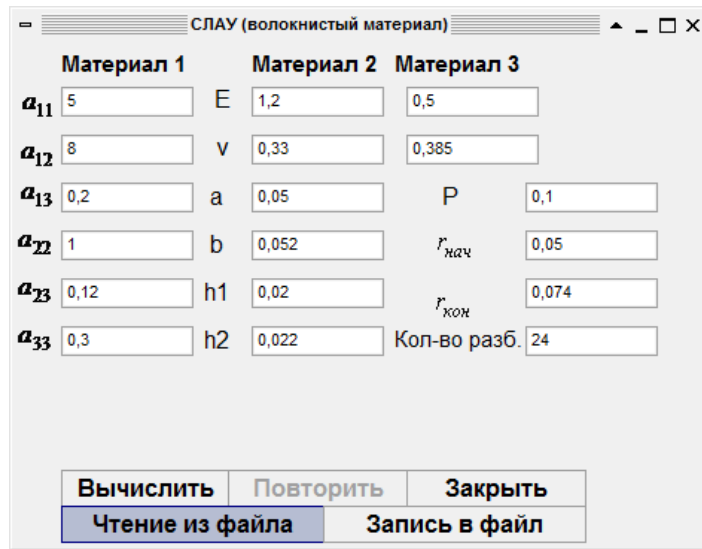 СЛАУ (волокнистый материал)
Материал 1 Материал 2 Материал 3
a11 5 E 1,2 0,5
a12 8 v 0,33 0,385
a13 0,2 a 0,05 P 0,1
a22 1 b 0,052 rнач 0,05
a23 0,12 h1 0,02 rкон 0,074
a33 0,3 h2 0,022 Кол-во разб. 24
Вычислить Повторить Закрыть
Чтение из файла Запись в файл